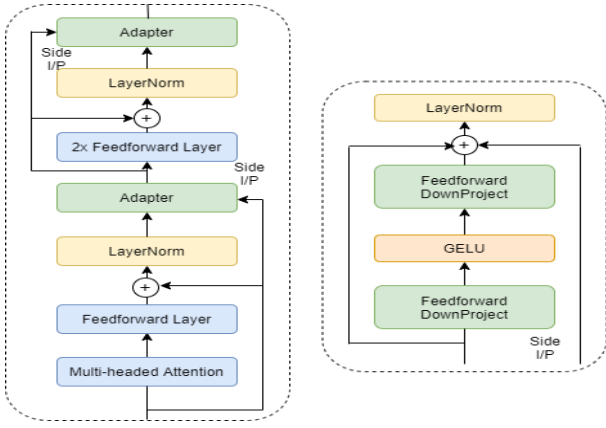 Adapter
Side
I/P
LayerNorm
+
2x Feedforward Layer
Side
I/P
Adapter
LayerNorm
+
Feedforward Layer
Multi-headed Attention
LayerNorm
+
Feedforward
DownProject
GELU
Feedforward
DownProject
Side
I/P